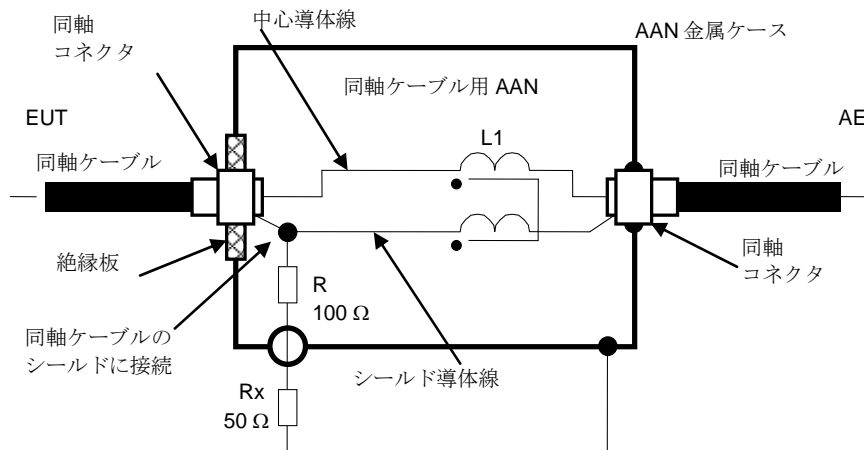 同軸
コネクタ
中心導体線
AAN 金属ケース
同軸ケーブル用 AAN
EUT
AE
L1
同軸ケーブル
同軸ケーブル
絶縁板
同軸
コネクタ
R
100 Ω
同軸ケーブルの
シールドに接続
シールド導体線
Rx
50 Ω